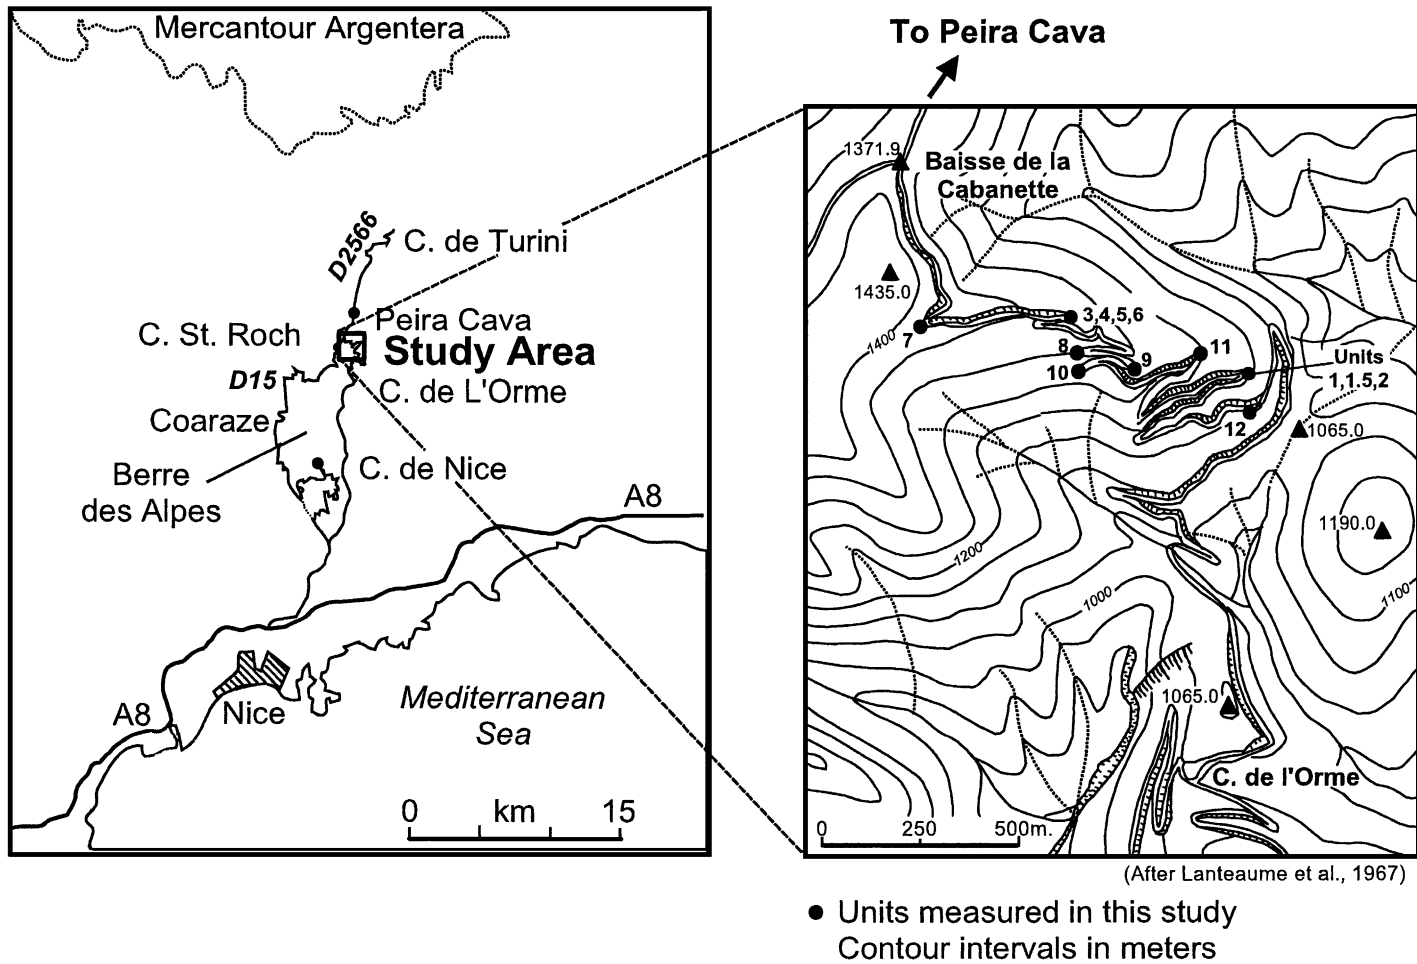 Mercantour Argentera
D2566
C. de Turini
Peira Cava
C. St. Roch
Study Area
D15
C. de L'Orme
Coaraze
Berre
des Alpes
C. de Nice
A8
A8
Nice
Mediterranean
Sea
0 km 15
To Peira Cava
1371.9
Baisse de la
Cabanette
1435.0
1400
7
3,4,5,6
8
9
10
11
Units
1,1.5,2
12
1065.0
1190.0
1200
1100
1000
1065.0
C. de l'Orme
0 250 500m.
(After Lanteaume et al., 1967)
Units measured in this study
Contour intervals in meters